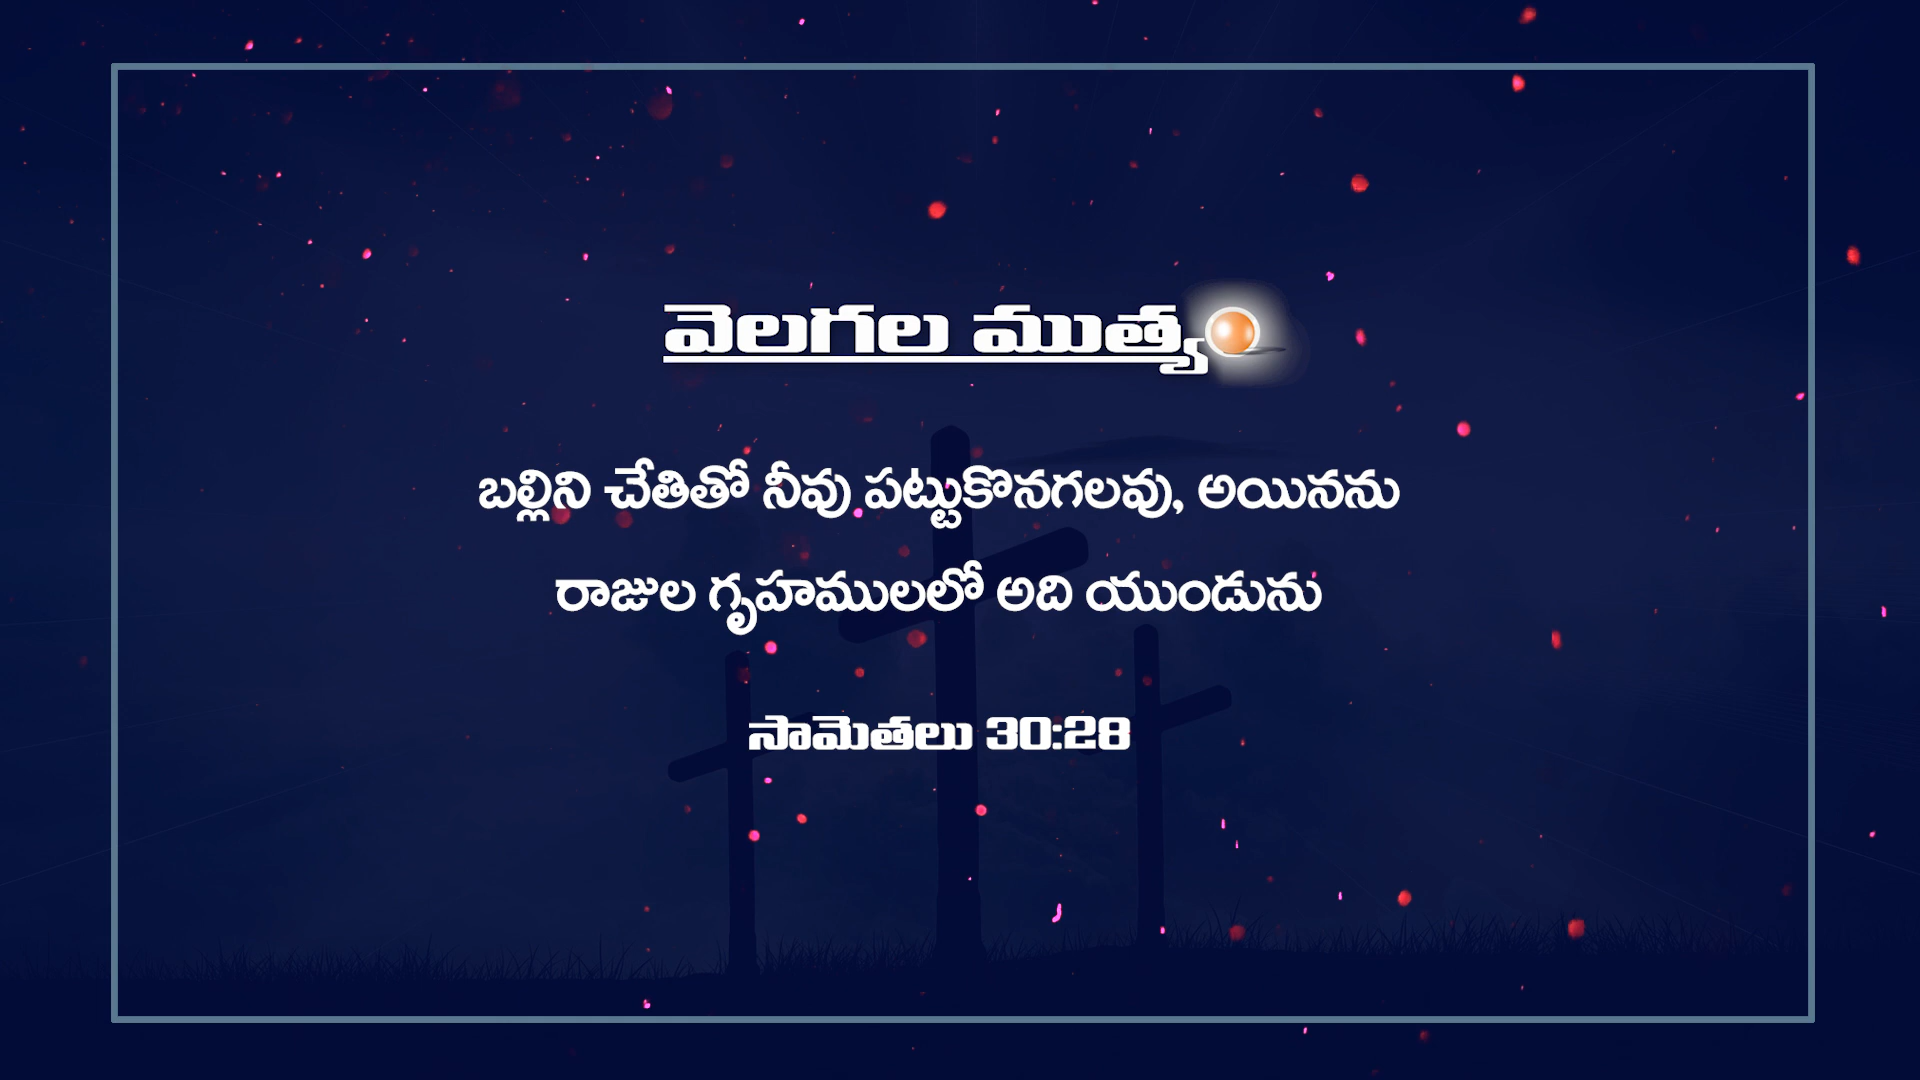 వెలగల ముత్యం
బల్లిని చేతితో నీవు పట్టుకొనగలవు, అయినను
రాజుల గృహములలో అది యుండును
సామెతలు 30:28